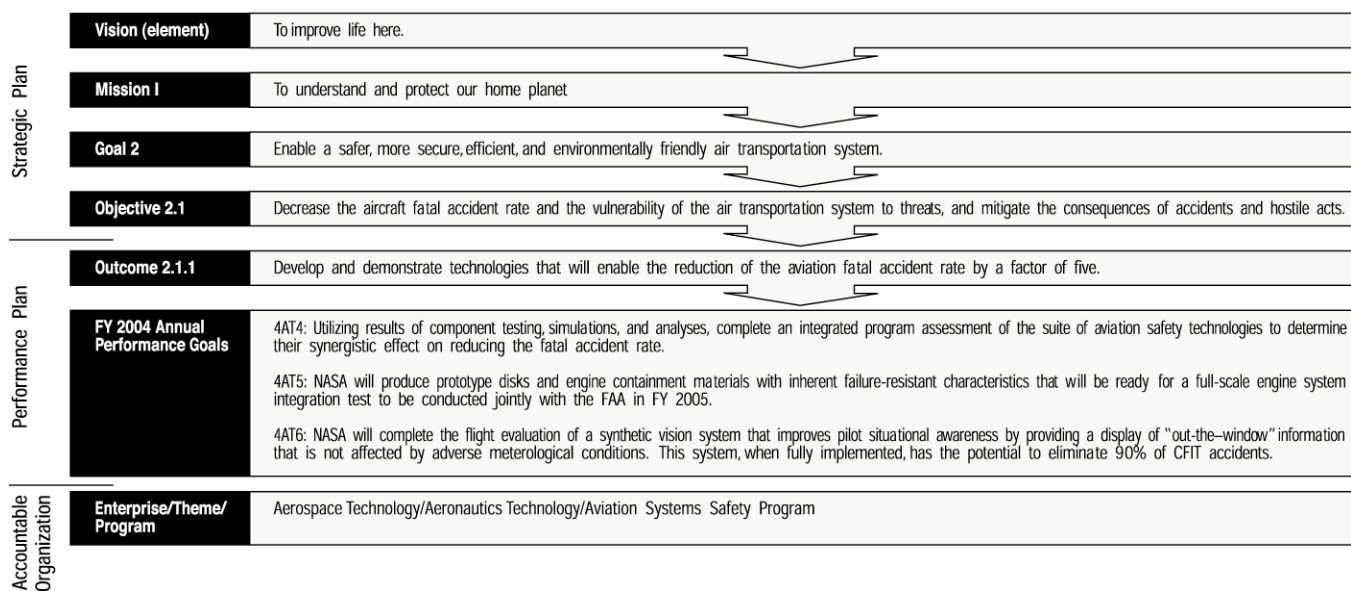 Strategic Plan
Vision (element)
To improve life here.
Mission I
To understand and protect our home planet
Goal 2
Enable a safer, more secure, efficient, and environmentally friendly air transportation system.
Objective 2.1
Decrease the aircraft fatal accident rate and the vulnerability of the air transportation system to threats, and mitigate the consequences of accidents and hostile acts.
Performance Plan
Outcome 2.1.1
Develop and demonstrate technologies that will enable the reduction of the aviation fatal accident rate by a factor of five.
FY 2004 Annual
Performance Goals
4AT4: Utilizing results of component testing, simulations, and analyses, complete an integrated program assessment of the suite of aviation safety technologies to determine
their synergistic effect on reducing the fatal accident rate.
4AT5: NASA will produce prototype disks and engine containment materials with inherent failure-resistant characteristics that will be ready for a full-scale engine system
integration test to be conducted jointly with the FAA in FY 2005.
4AT6: NASA will complete the flight evaluation of a synthetic vision system that improves pilot situational awareness by providing a display of "out-the–window" information
that is not affected by adverse meterological conditions. This system, when fully implemented, has the potential to eliminate 90% of CFIT accidents.
Accountable
Organization
Enterprise/Theme/
Program
Aerospace Technology/Aeronautics Technology/Aviation Systems Safety Program